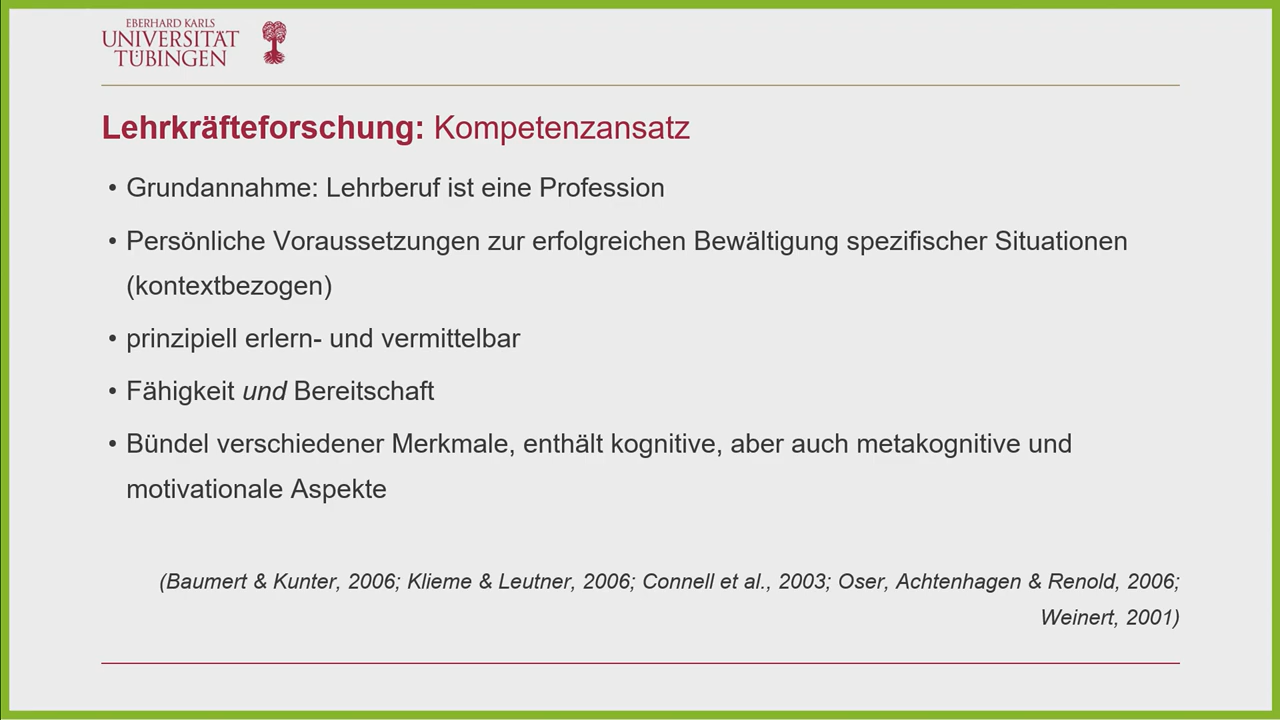 EBERHARD KARLS
UNIVERSITÄT
TÜBINGEN
Lehrkräfteforschung: Kompetenzansatz
• Grundannahme: Lehrberuf ist eine Profession
• Persönliche Voraussetzungen zur erfolgreichen Bewältigung spezifischer Situationen
(kontextbezogen)
• prinzipiell erlern- und vermittelbar
• Fähigkeit und Bereitschaft
• Bündel verschiedener Merkmale, enthält kognitive, aber auch metakognitive und
motivationale Aspekte
(Baumert & Kunter, 2006; Klieme & Leutner, 2006; Connell et al., 2003; Oser, Achtenhagen & Renold, 2006;
Weinert, 2001)